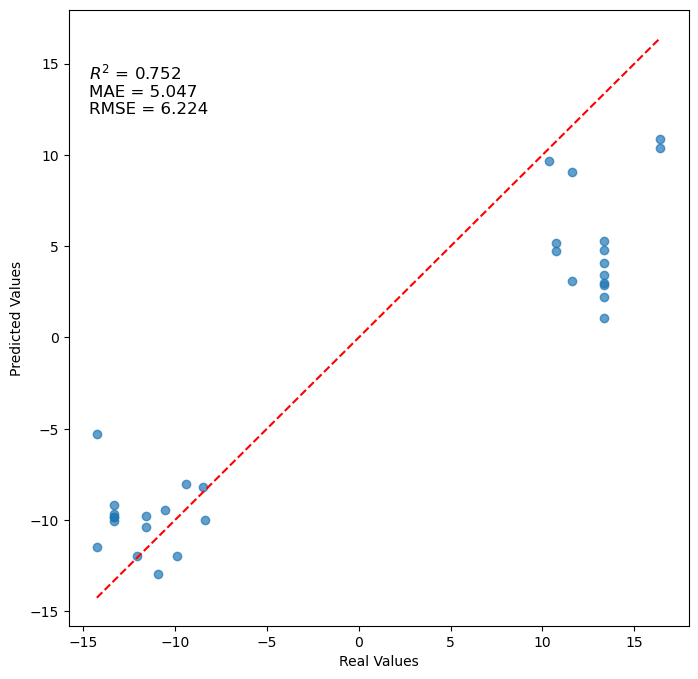 R² = 0.752
MAE = 5.047
RMSE = 6.224
15
10
5
0
−5
−10
−15
Predicted Values
−15 −10 −5 0 5 10 15
Real Values